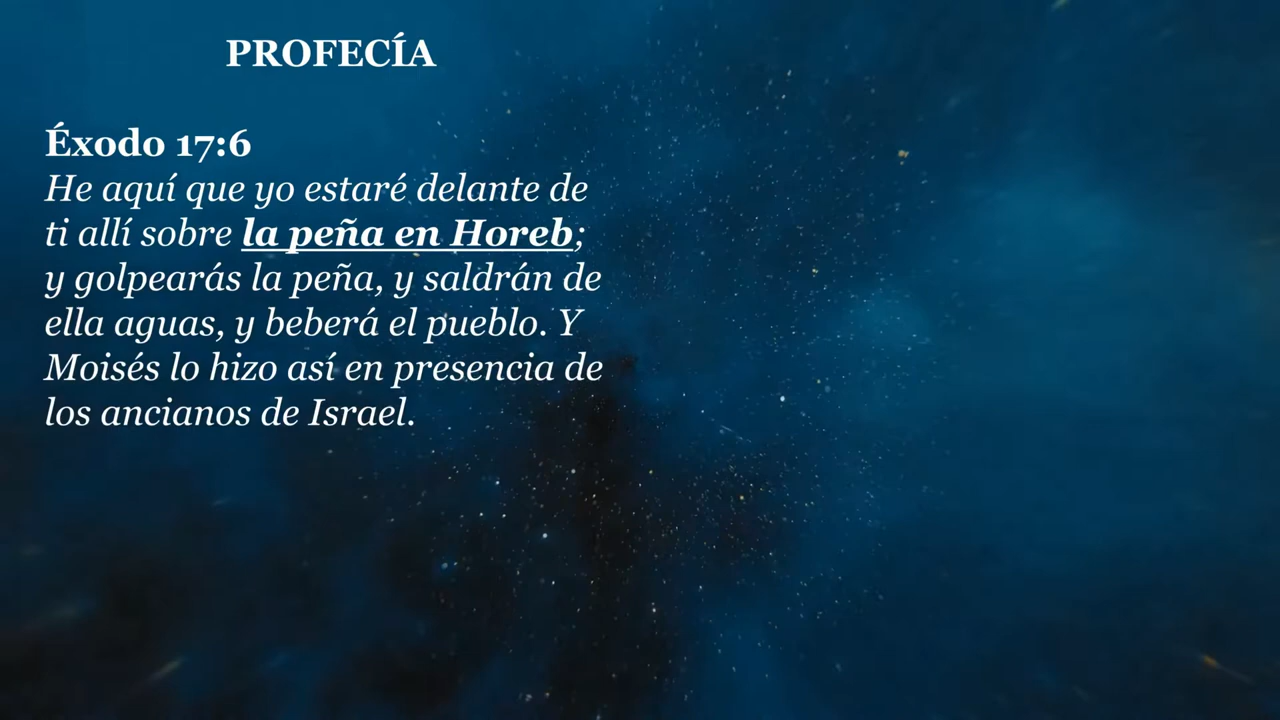 PROFECÍA
Éxodo 17:6
He aquí que yo estaré delante de
ti allí sobre la peña en Horeb;
y golpearás la peña, y saldrán de
ella aguas, y beberá el pueblo. Y
Moisés lo hizo así en presencia de
los ancianos de Israel.